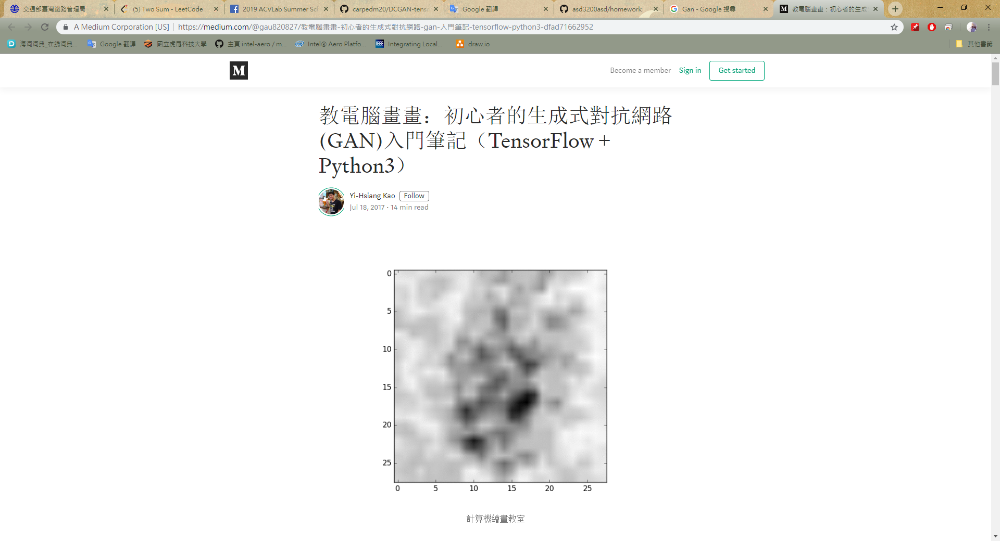 交通部臺灣鐵路管理局
(5) Two Sum - LeetCode
2019 ACVLab Summer Sc
carpedm20/DCGAN-tens
Google 翻譯
asd3200asd/homework
Gan - Google 搜尋
教電腦畫畫：初心者的生成
A Medium Corporation [US]
https://medium.com/@gau820827/教電腦畫畫-初心者的生成式對抗網路-gan-入門筆記-tensorflow-python3-dfad71662952
海词词典_在线词典...
Google 翻譯
國立虎尾科技大學
主頁·intel-aero / m...
Intel® Aero Platfo...
IEEE
Integrating Local...
draw.io
其他書籤
M
Become a member
Sign in
Get started
教電腦畫畫：初心者的生成式對抗網路
(GAN)入門筆記（TensorFlow +
Python3）
Yi-Hsiang Kao
Follow
Jul 18, 2017 · 14 min read
0
5
10
15
20
25
0 5 10 15 20 25
計算機繪畫教室